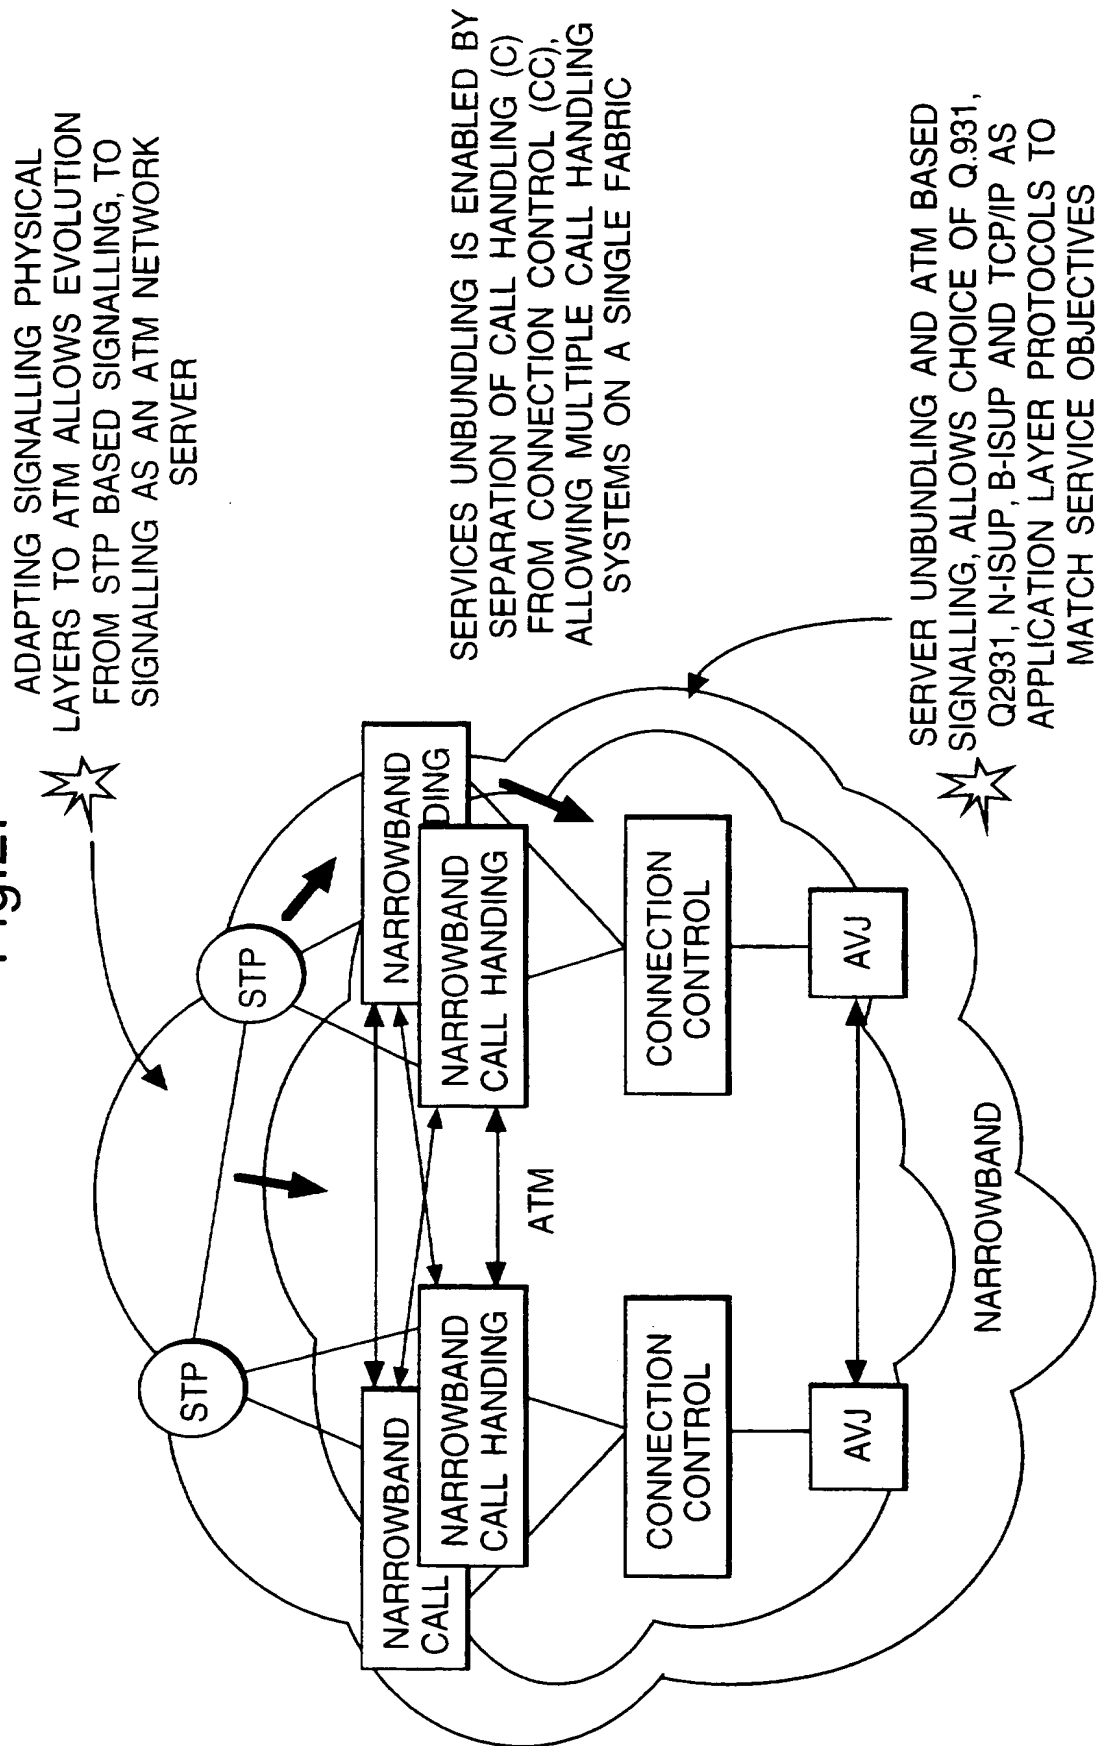 ADAPTING SIGNALLING PHYSICAL
LAYERS TO ATM ALLOWS EVOLUTION
FROM STP BASED SIGNALLING, TO
SIGNALLING AS AN ATM NETWORK
SERVER
SERVICES UNBUNDLING IS ENABLED BY
SEPARATION OF CALL HANDLING (C)
FROM CONNECTION CONTROL (CC),
ALLOWING MULTIPLE CALL HANDLING
SYSTEMS ON A SINGLE FABRIC
SERVER UNBUNDLING AND ATM BASED
SIGNALLING, ALLOWS CHOICE OF Q.931,
Q2931, N-ISUP, B-ISUP AND TCP/IP AS
APPLICATION LAYER PROTOCOLS TO
MATCH SERVICE OBJECTIVES
STP
STP
NARROWBAND
CALL
NARROWBAND
CALL HANDING
NARROWBAND
DING
NARROWBAND
CALL HANDING
ATM
CONNECTION
CONTROL
CONNECTION
CONTROL
AVJ
AVJ
NARROWBAND